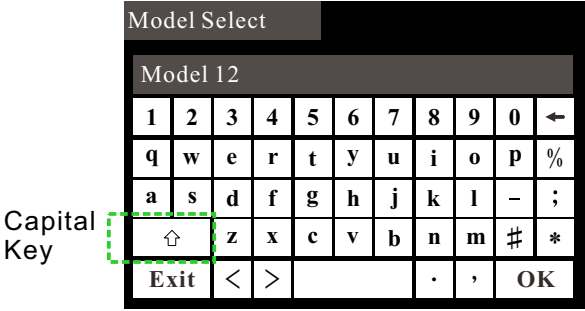 Model Select
Model 12
1 2 3 4 5 6 7 8 9 0 ←
q w e r t y u i o p %
a s d f g h j k l – ;
Capital Key
⇧ z x c v b n m ♯ *
Exit < > . , OK